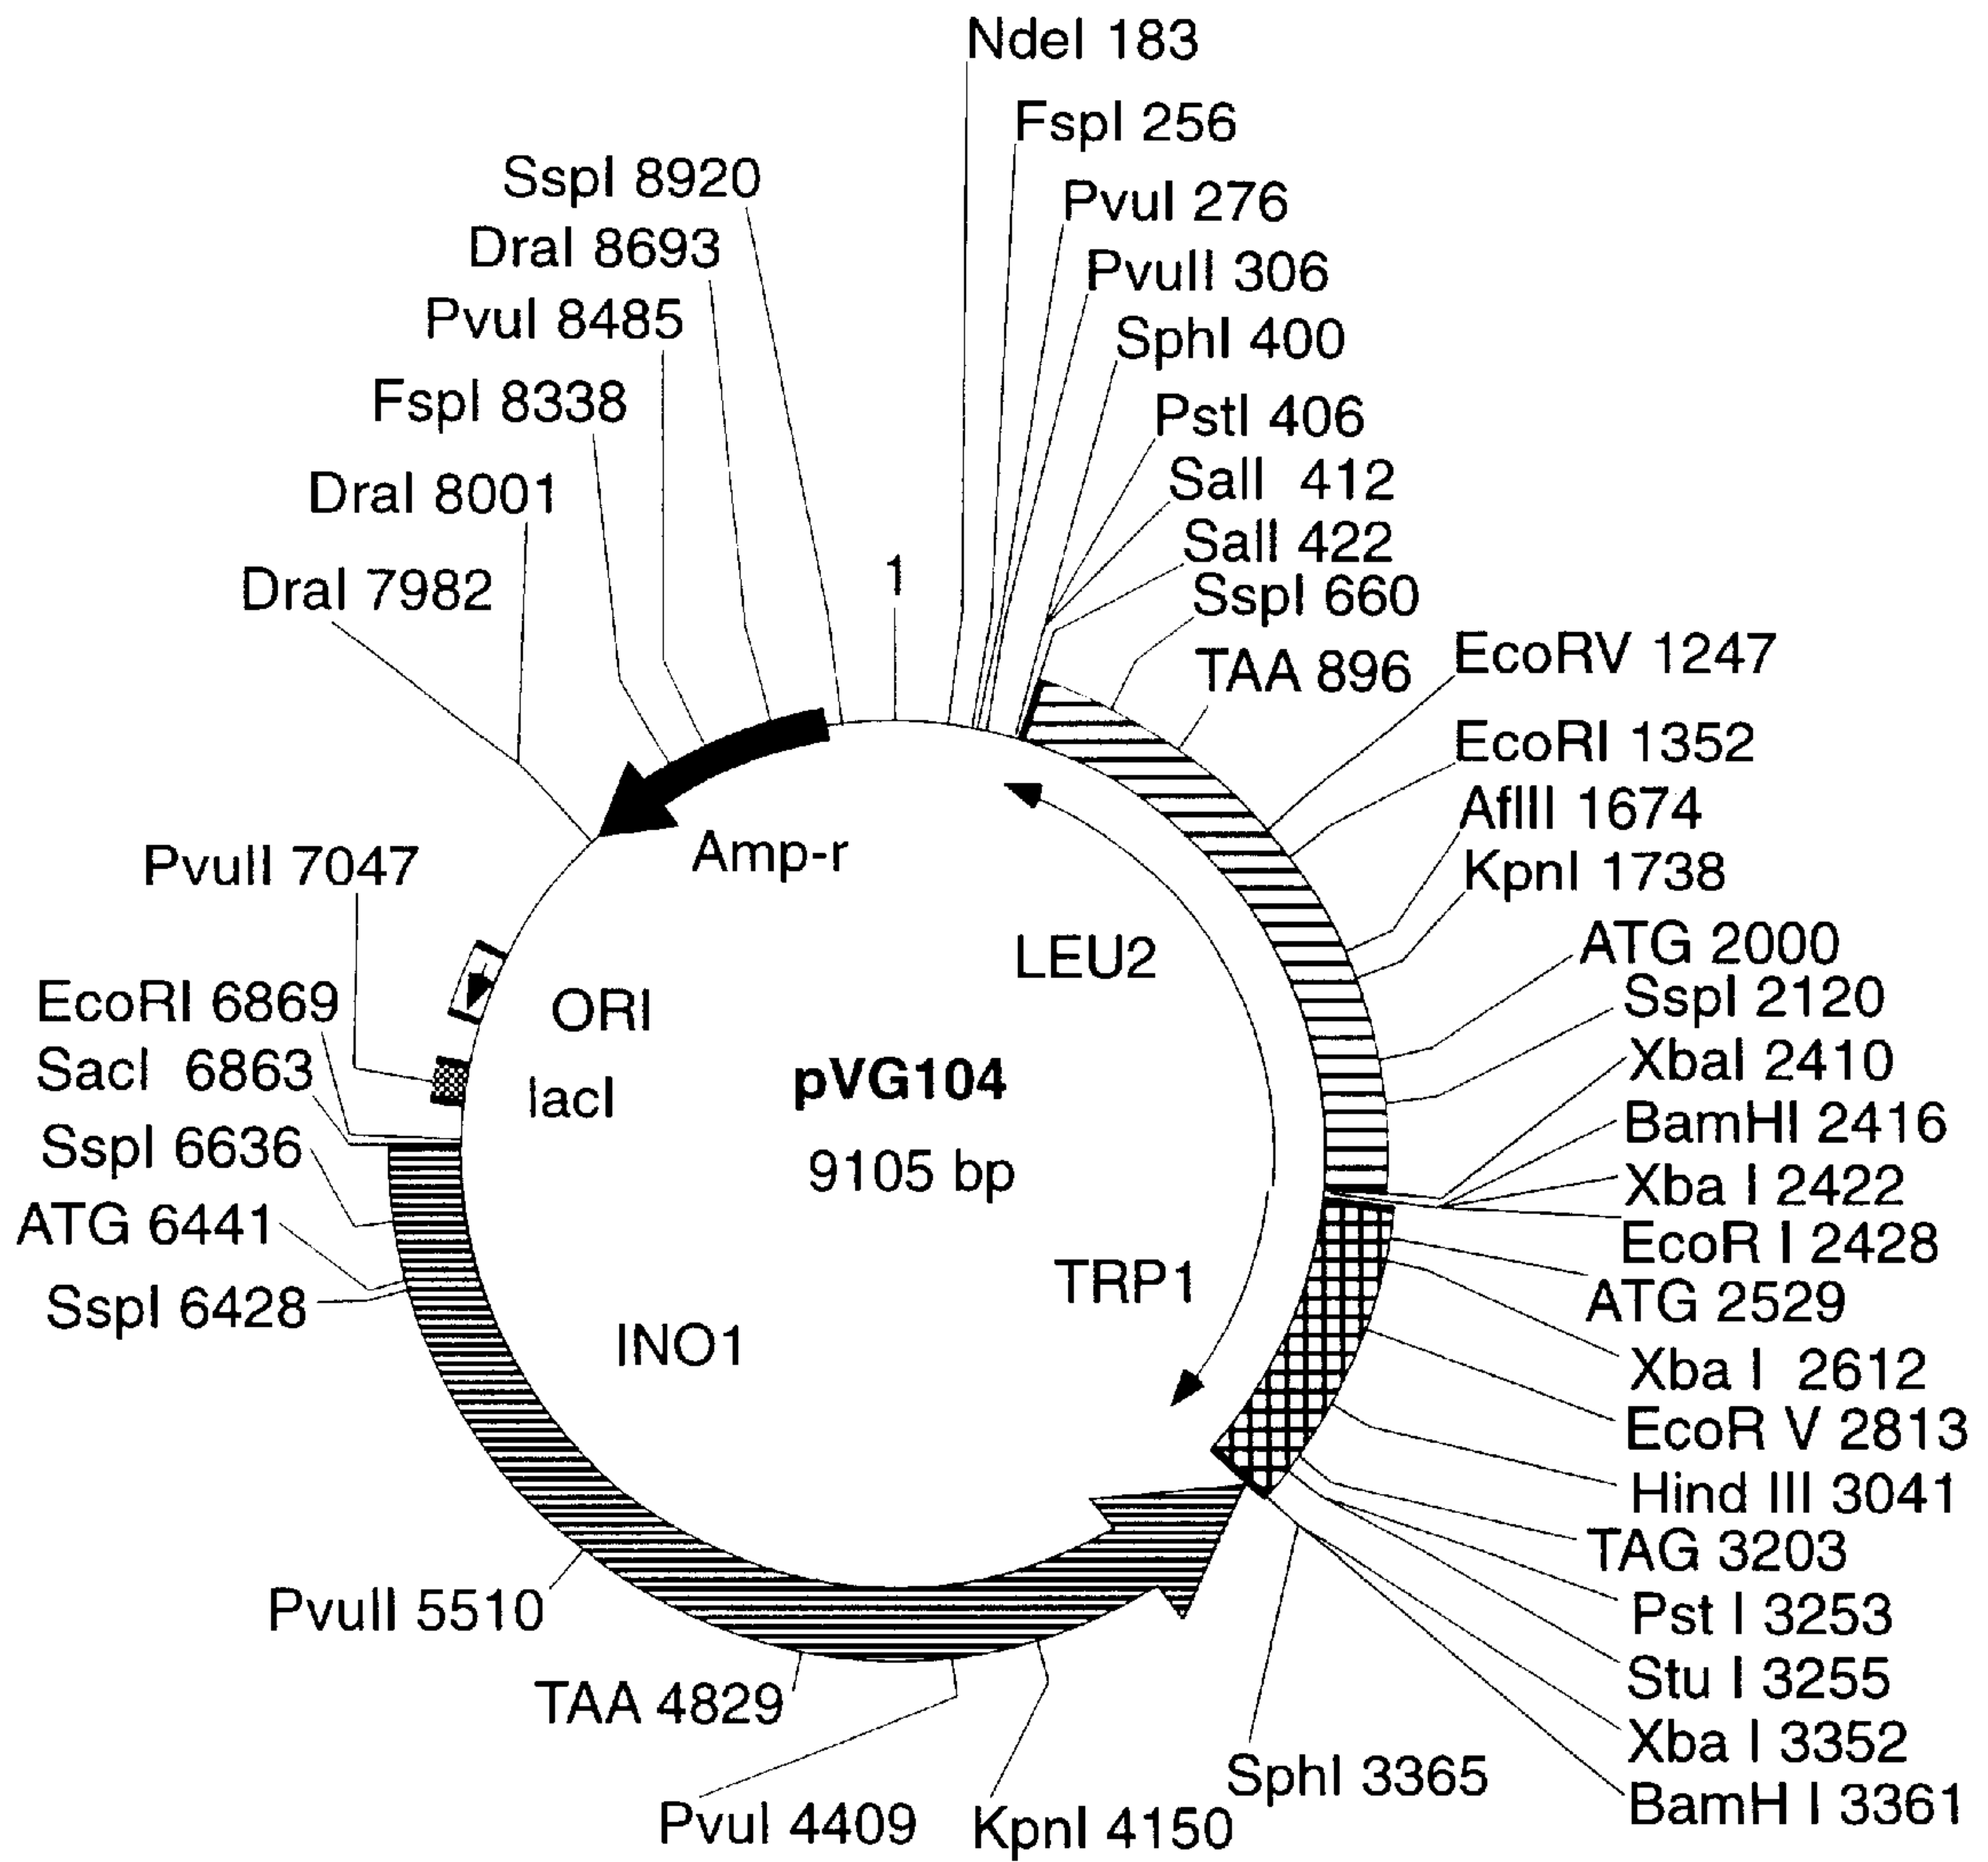 NdeI 183
FspI 256
PvuI 276
PvuII 306
SphI 400
PstI 406
SalI 412
SalI 422
SspI 660
TAA 896
EcoRV 1247
EcoRI 1352
AflII 1674
KpnI 1738
ATG 2000
SspI 2120
XbaI 2410
BamHI 2416
Xba I 2422
EcoR I 2428
ATG 2529
Xba I 2612
EcoR V 2813
Hind III 3041
TAG 3203
Pst I 3253
Stu I 3255
Xba I 3352
BamH I 3361
SphI 3365
KpnI 4150
PvuI 4409
TAA 4829
PvuII 5510
SspI 6428
ATG 6441
SspI 6636
SacI 6863
EcoRI 6869
PvuII 7047
DraI 7982
DraI 8001
FspI 8338
PvuI 8485
DraI 8693
SspI 8920
1
Amp-r
LEU2
ORI
lacI
pVG104
9105 bp
TRP1
INO1